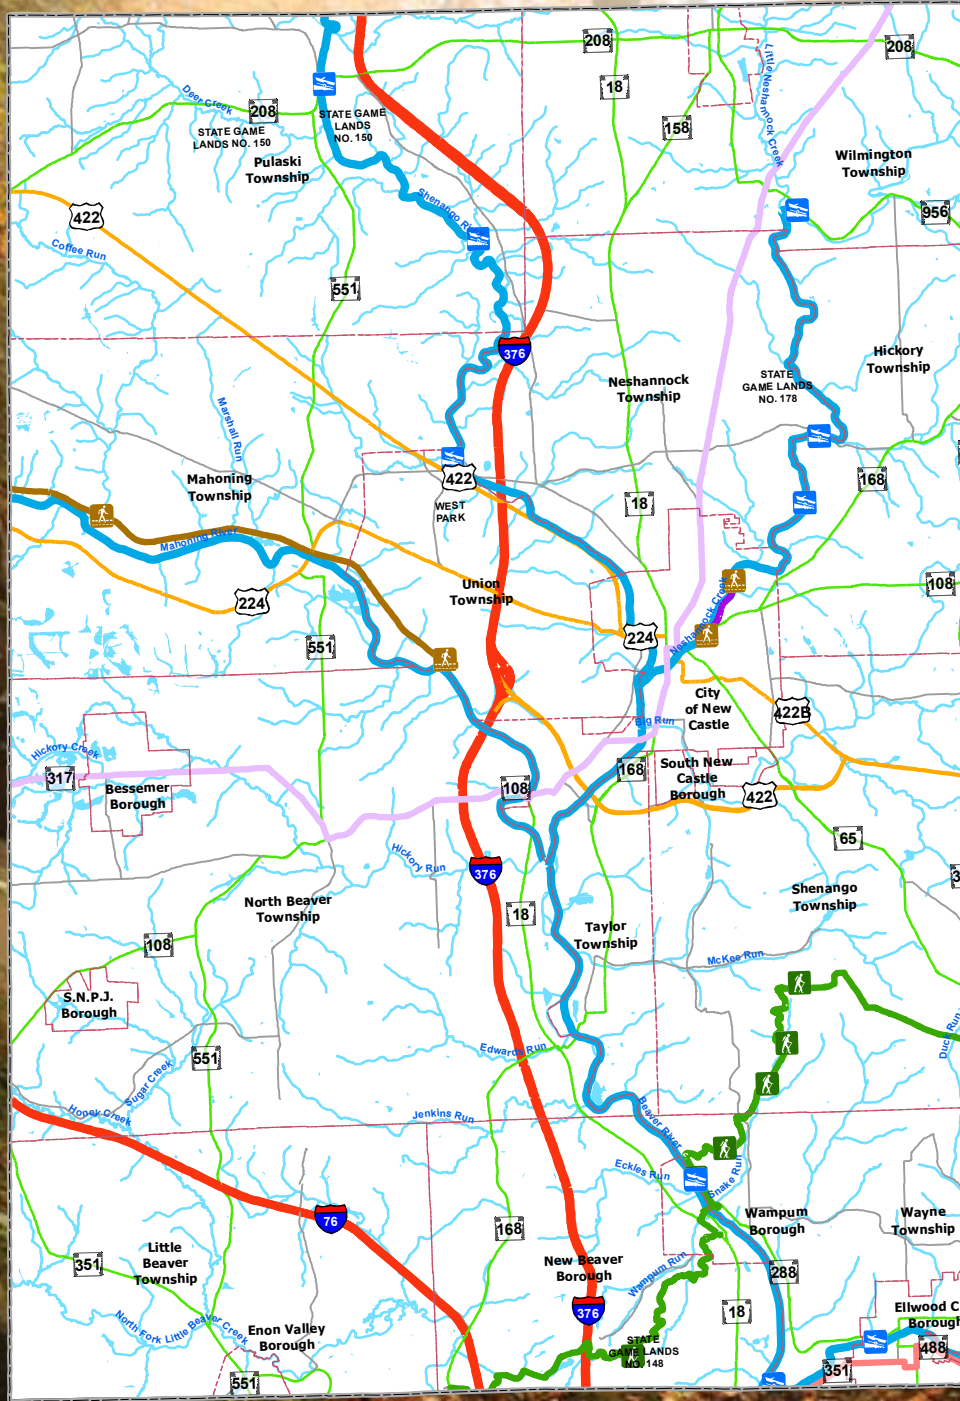 208
208
18
Little Neshannock Creek
Deer Creek
208
STATE GAME
LANDS NO. 150
STATE GAME
LANDS
NO. 150
158
Pulaski
Township
Wilmington
Township
422
Shenango
956
Coffee Run
551
376
Hickory
Township
Neshannock
Township
STATE
GAME LANDS
NO. 178
Marshall Run
422
Mahoning
Township
168
WEST
PARK
18
Mahoning River
Union
Township
108
224
Neshannock Creek
224
551
City
of New
Castle
422B
Big Run
Hickory Creek
317
168
South New
Castle
Borough
Bessemer
Borough
108
422
65
Hickory Run
376
Shenango
Township
North Beaver
Township
18
Taylor
Township
108
McKee Run
S.N.P.J.
Borough
Duck Run
551
Edwards Run
Sugar Creek
Honey Creek
Jenkins Run
Beaver River
Eckles Run
Snake Run
76
168
Wampum
Borough
Wayne
Township
351
Little
Beaver
Township
New Beaver
Borough
Wampum Run
288
376
18
North Fork Little Beaver Creek
Enon Valley
Borough
STATE
GAME LANDS
NO. 148
Ellwood C
Borough
488
351
551